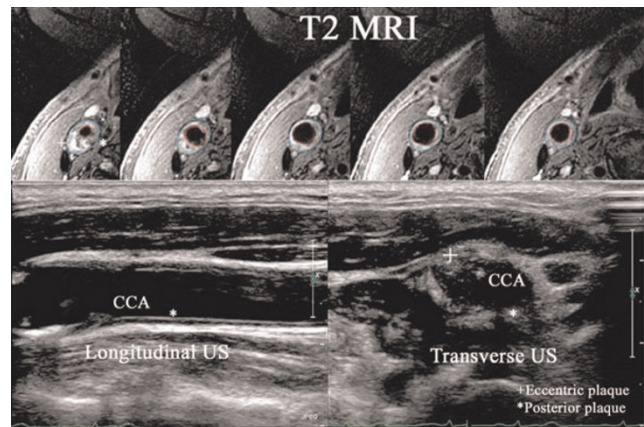 T2 MRI
CCA
*
Longitudinal US
+
CCA
*
Transverse US
+Eccentric plaque
*Posterior plaque